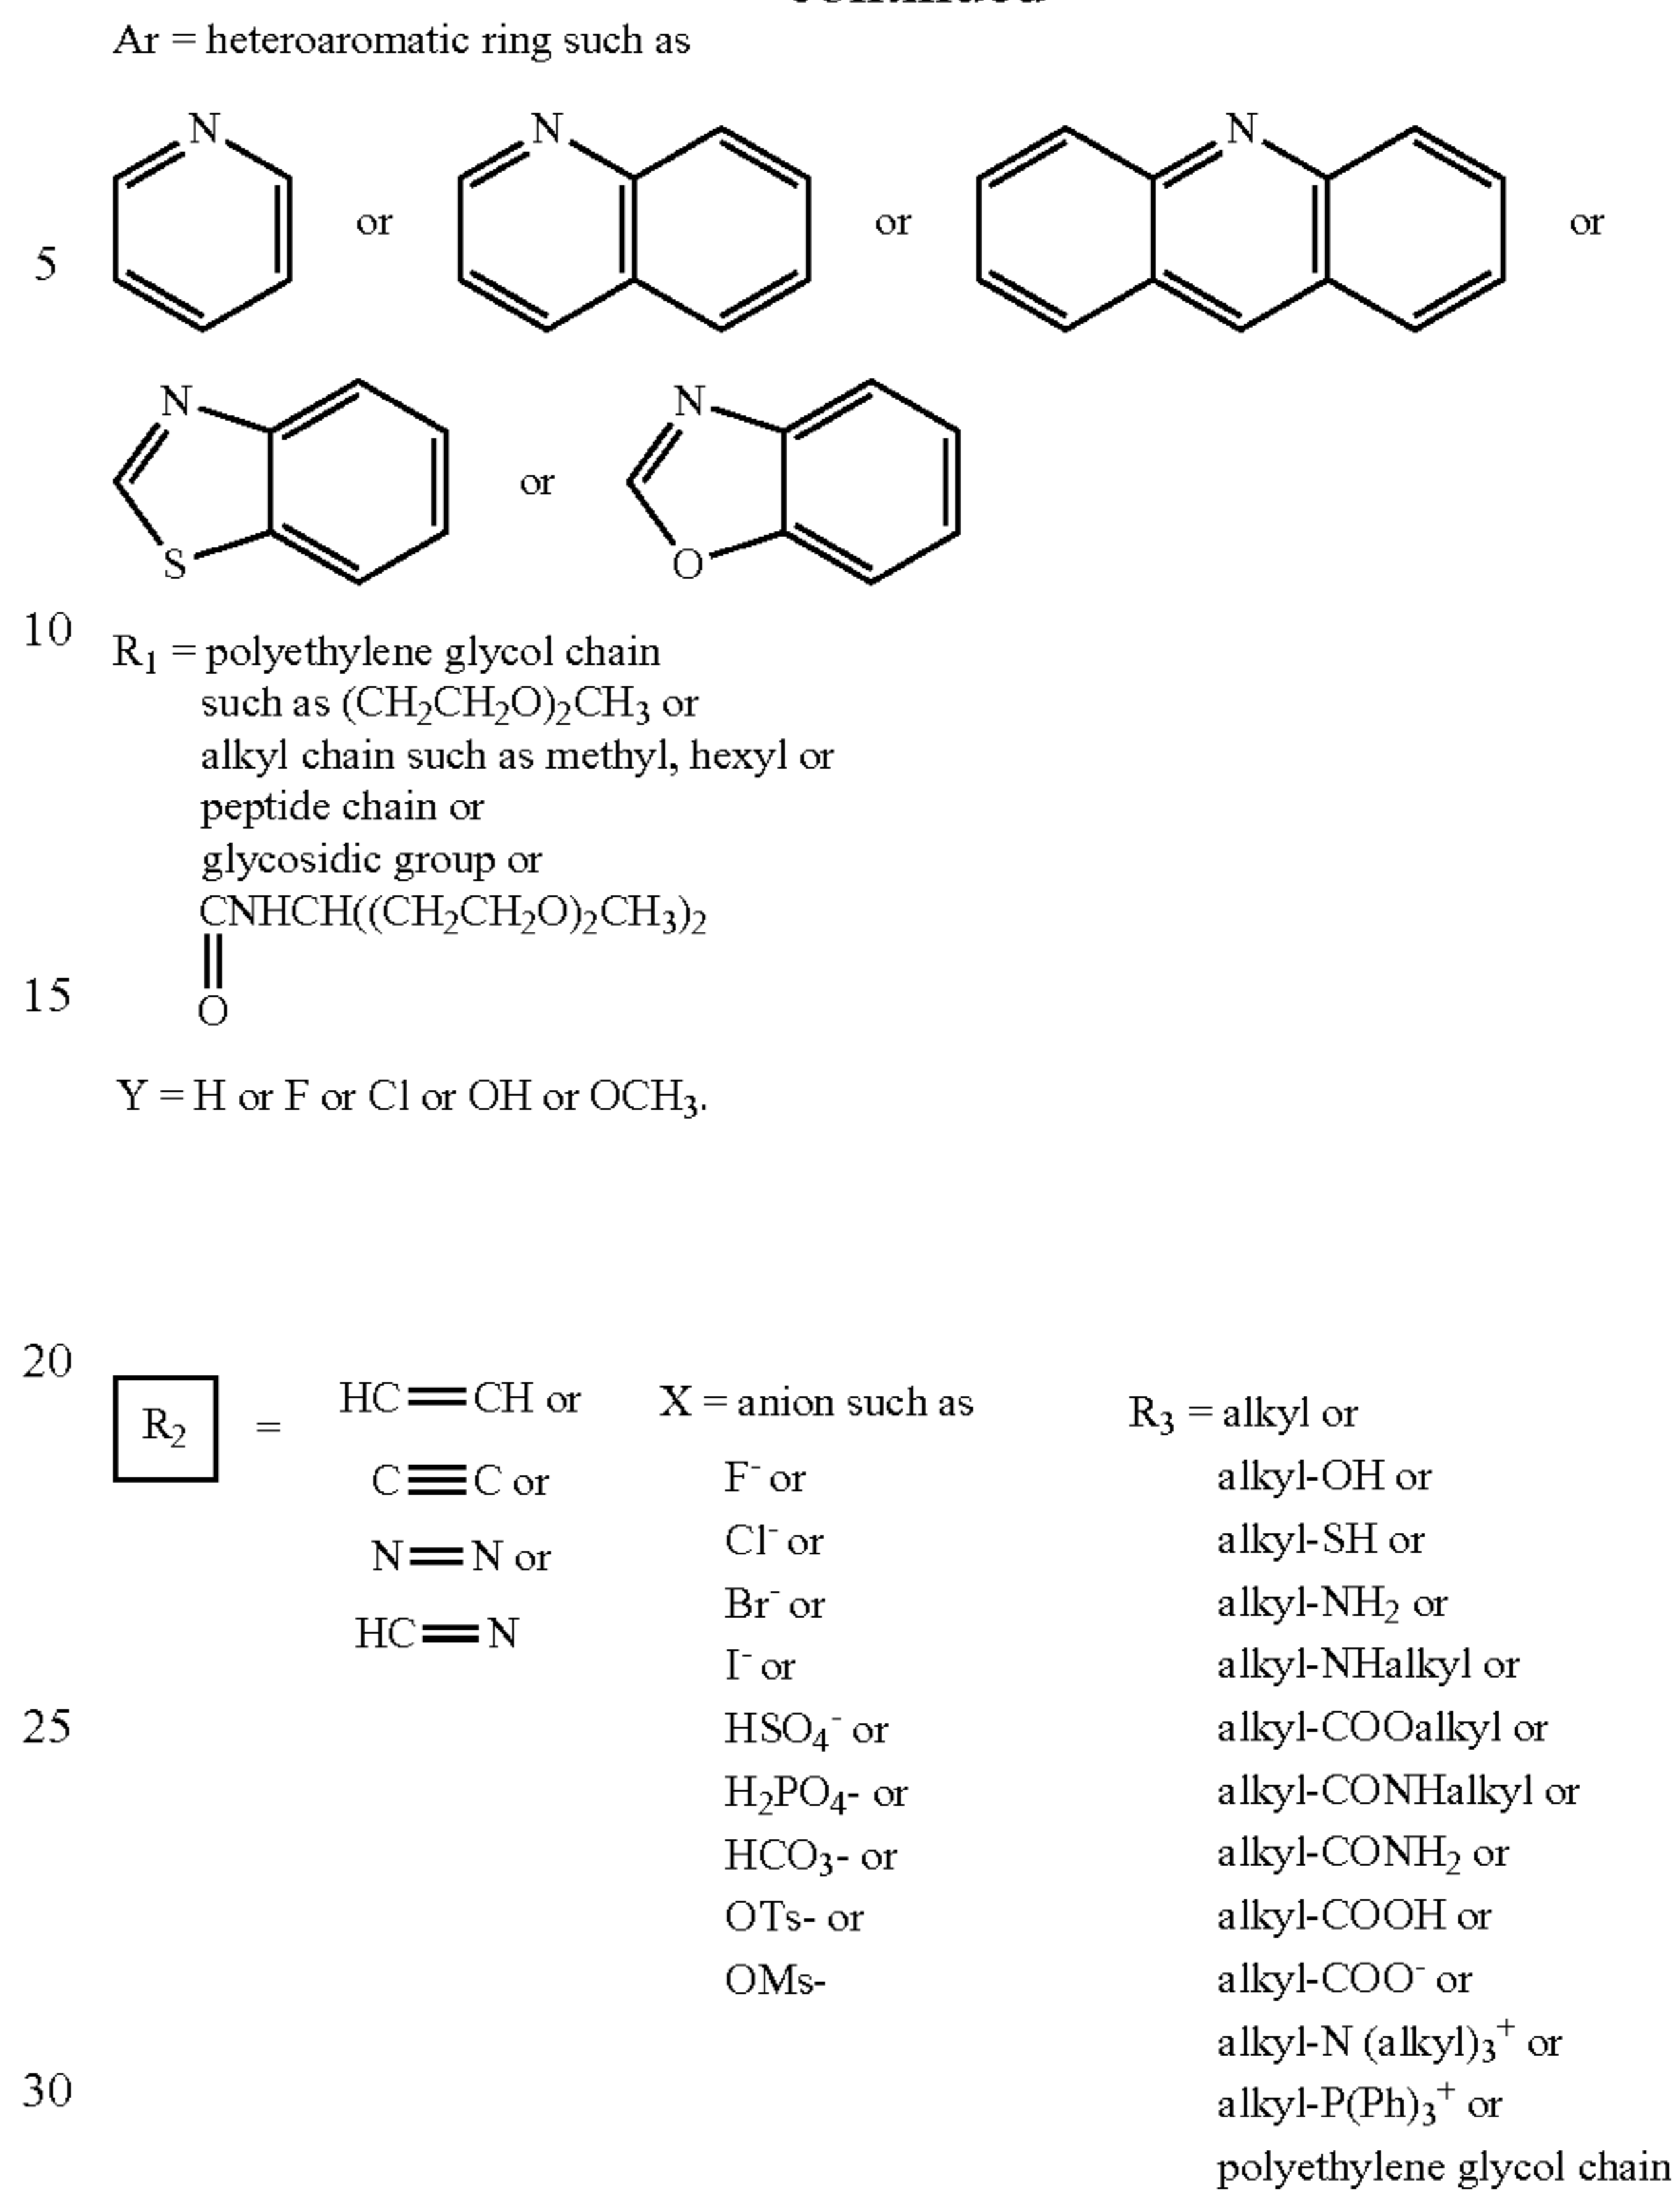 Ar = heteroaromatic ring such as
N
or
N
or
N
or
5
N
S
or
N
O
10
R₁ = polyethylene glycol chain
such as (CH₂CH₂O)₂CH₃ or
alkyl chain such as methyl, hexyl or
peptide chain or
glycosidic group or
CNHCH((CH₂CH₂O)₂CH₃)₂
O
15
Y = H or F or Cl or OH or OCH₃.
20
R₂ =
HC=CH or
C≡C or
N=N or
HC=N
X = anion such as
F⁻ or
Cl⁻ or
Br⁻ or
I⁻ or
HSO₄⁻ or
H₂PO₄- or
HCO₃- or
OTs- or
OMs-
R₃ = alkyl or
alkyl-OH or
alkyl-SH or
alkyl-NH₂ or
alkyl-NHalkyl or
alkyl-COOalkyl or
alkyl-CONHalkyl or
alkyl-CONH₂ or
alkyl-COOH or
alkyl-COO⁻ or
alkyl-N (alkyl)₃⁺ or
alkyl-P(Ph)₃⁺ or
polyethylene glycol chain
25
30